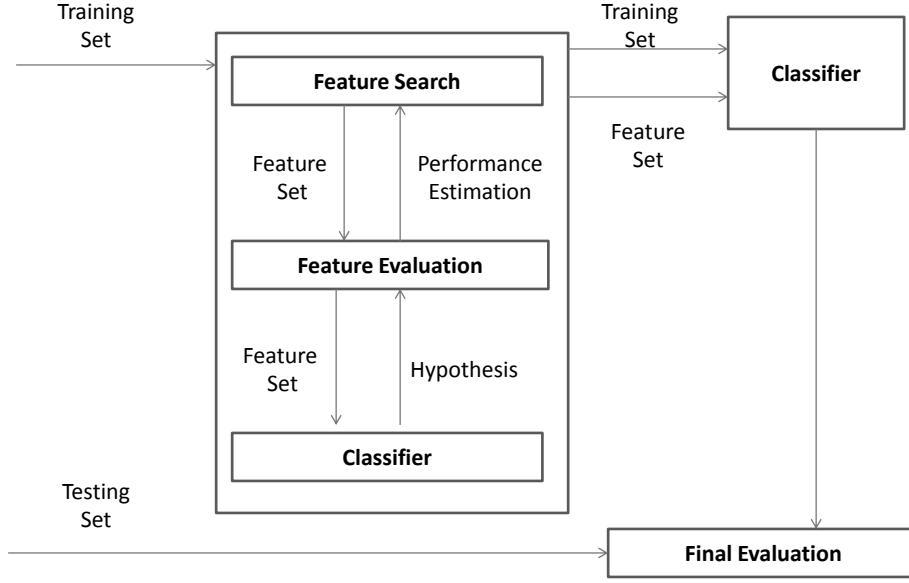 Training
Set
Training
Set
Feature Search
Classifier
Feature
Set
Performance
Estimation
Feature
Set
Feature Evaluation
Feature
Set
Hypothesis
Classifier
Testing
Set
Final Evaluation